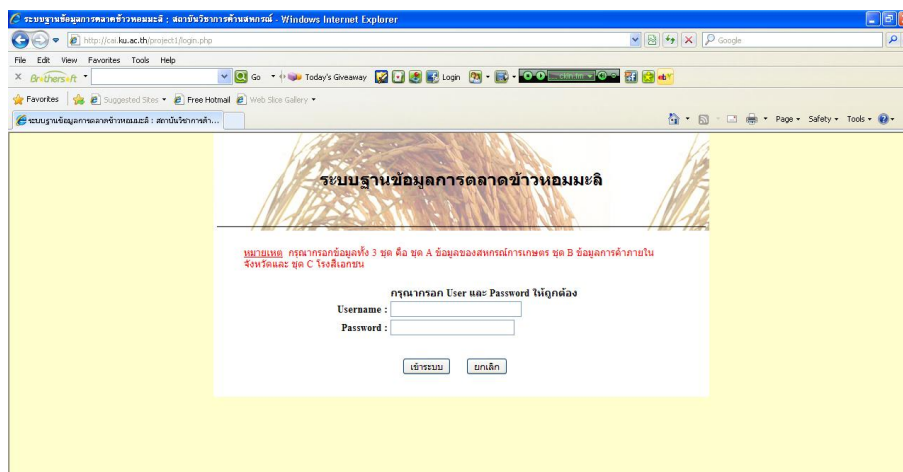 ระบบฐานข้อมูลการตลาดข้าวหอมมะลิ ; สถาบันวิชาการด้านสหกรณ์ - Windows Internet Explorer
http://cai.ku.ac.th/project1/login.php
Google
File Edit View Favorites Tools Help
Brothersoft Go Today's Giveaway Login
Favorites Suggested Sites Free Hotmail Web Slice Gallery
ระบบฐานข้อมูลการตลาดข้าวหอมมะลิ : สถาบันวิชาการด้า... Page Safety Tools
ระบบฐานข้อมูลการตลาดข้าวหอมมะลิ
หมายเหตุ กรุณากรอกข้อมูลทั้ง 3 ชุด คือ ชุด A ข้อมูลของสหกรณ์การเกษตร ชุด B ข้อมูลการค้าภายใน
จังหวัดและ ชุด C โรงสีเอกชน
กรุณากรอก User และ Password ให้ถูกต้อง
Username :
Password :
เข้าระบบ ยกเลิก